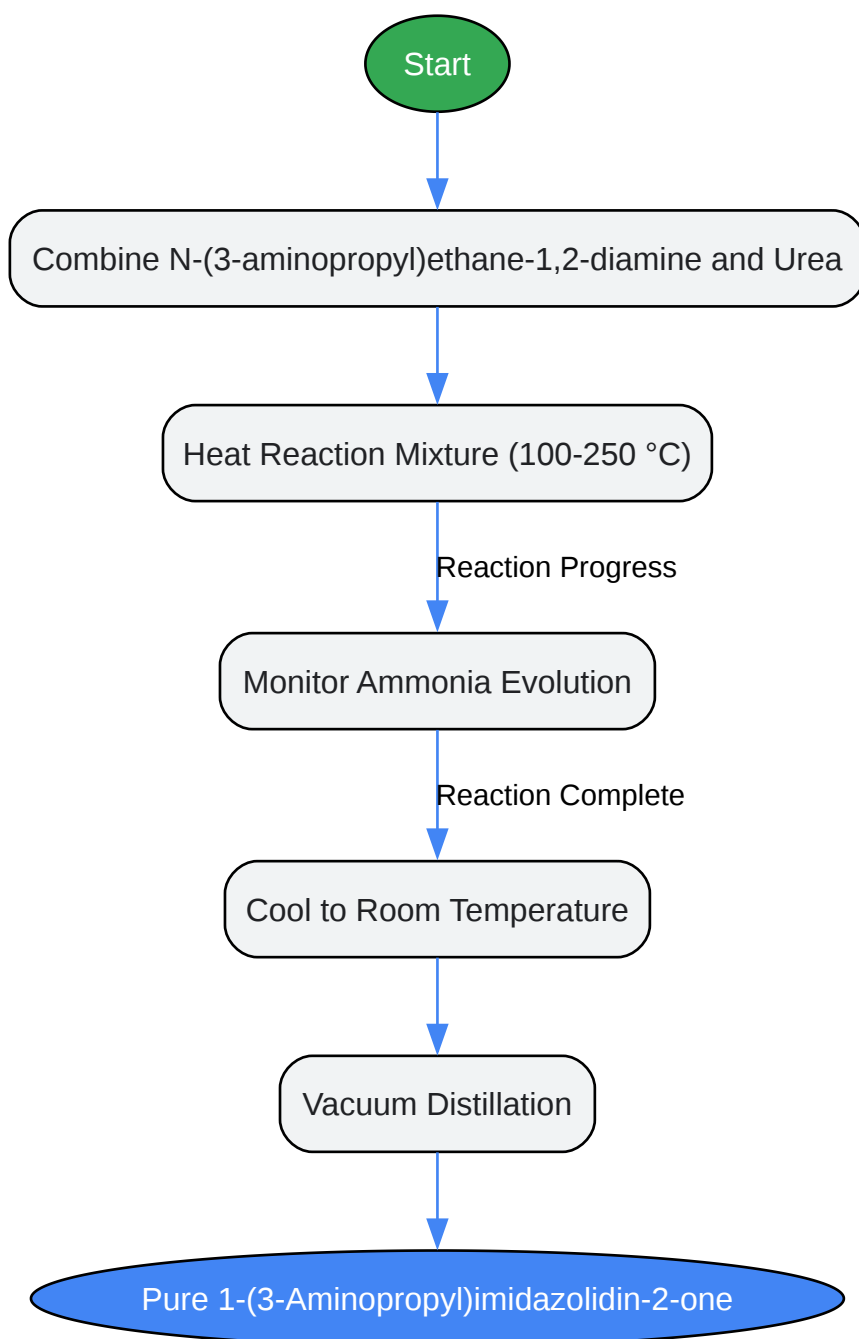 Start
Combine N-(3-aminopropyl)ethane-1,2-diamine and Urea
Heat Reaction Mixture (100-250 °C)
Reaction Progress
Monitor Ammonia Evolution
Reaction Complete
Cool to Room Temperature
Vacuum Distillation
Pure 1-(3-Aminopropyl)imidazolidin-2-one